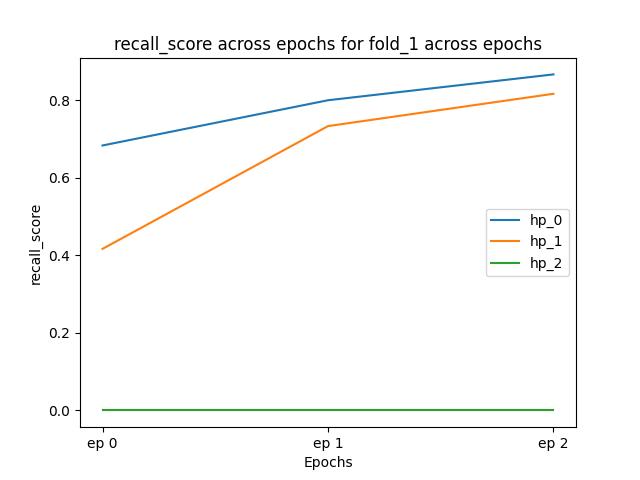 recall_score across epochs for fold_1 across epochs
recall_score
0.8
0.6
0.4
0.2
0.0
hp_0
hp_1
hp_2
ep 0
ep 1
ep 2
Epochs